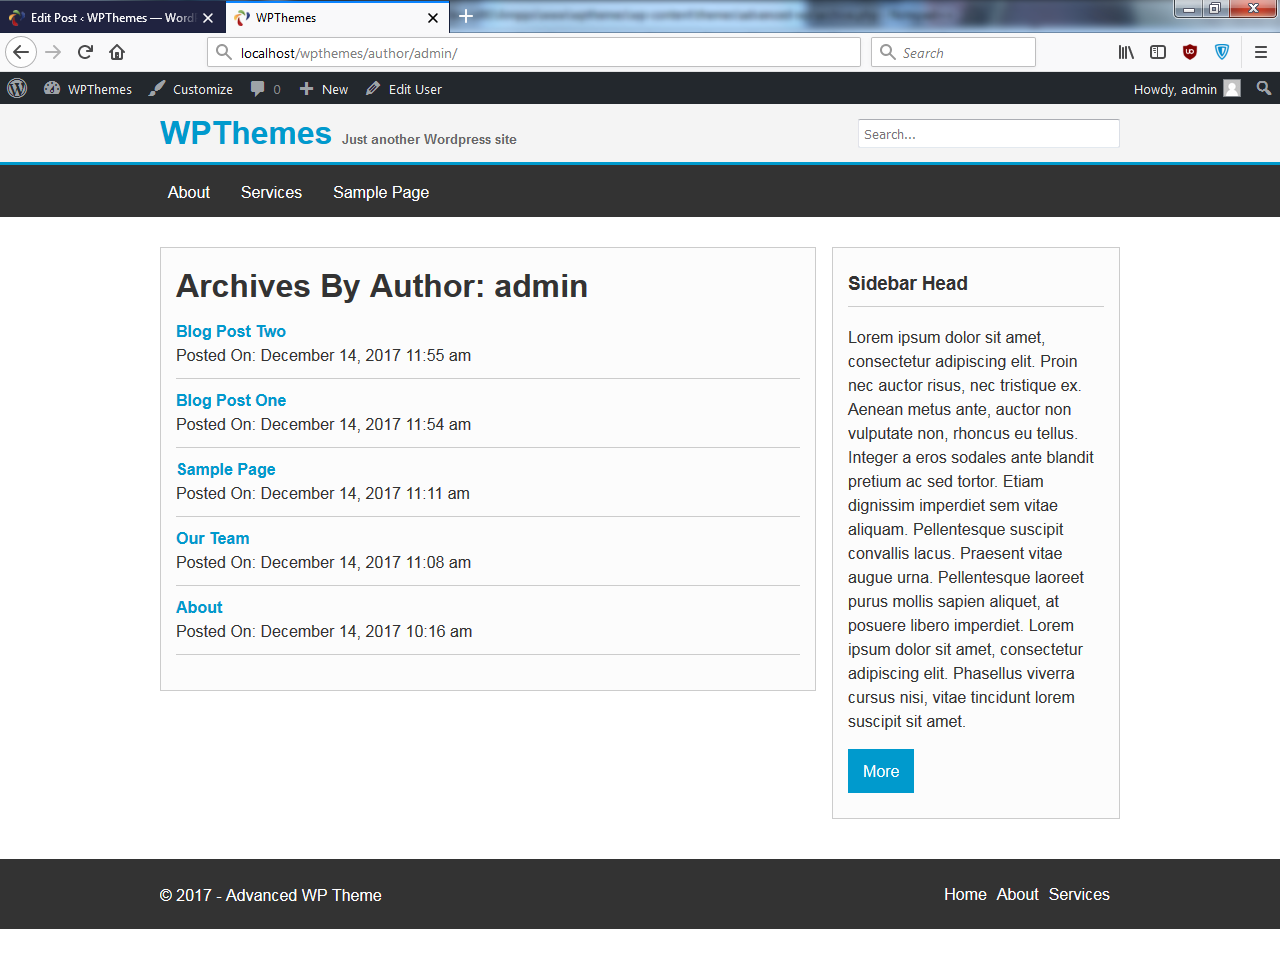 Edit Post ‹ WPThemes — Word
WPThemes
localhost/wpthemes/author/admin/
Search
WPThemes
Customize
0
New
Edit User
Howdy, admin
WPThemes Just another Wordpress site
Search...
About
Services
Sample Page
Archives By Author: admin
Blog Post Two
Posted On: December 14, 2017 11:55 am
Blog Post One
Posted On: December 14, 2017 11:54 am
Sample Page
Posted On: December 14, 2017 11:11 am
Our Team
Posted On: December 14, 2017 11:08 am
About
Posted On: December 14, 2017 10:16 am
Sidebar Head
Lorem ipsum dolor sit amet,
consectetur adipiscing elit. Proin
nec auctor risus, nec tristique ex.
Aenean metus ante, auctor non
vulputate non, rhoncus eu tellus.
Integer a eros sodales ante blandit
pretium ac sed tortor. Etiam
dignissim imperdiet sem vitae
aliquam. Pellentesque suscipit
convallis lacus. Praesent vitae
augue urna. Pellentesque laoreet
purus mollis sapien aliquet, at
posuere libero imperdiet. Lorem
ipsum dolor sit amet, consectetur
adipiscing elit. Phasellus viverra
cursus nisi, vitae tincidunt lorem
suscipit sit amet.
More
© 2017 - Advanced WP Theme
Home
About
Services